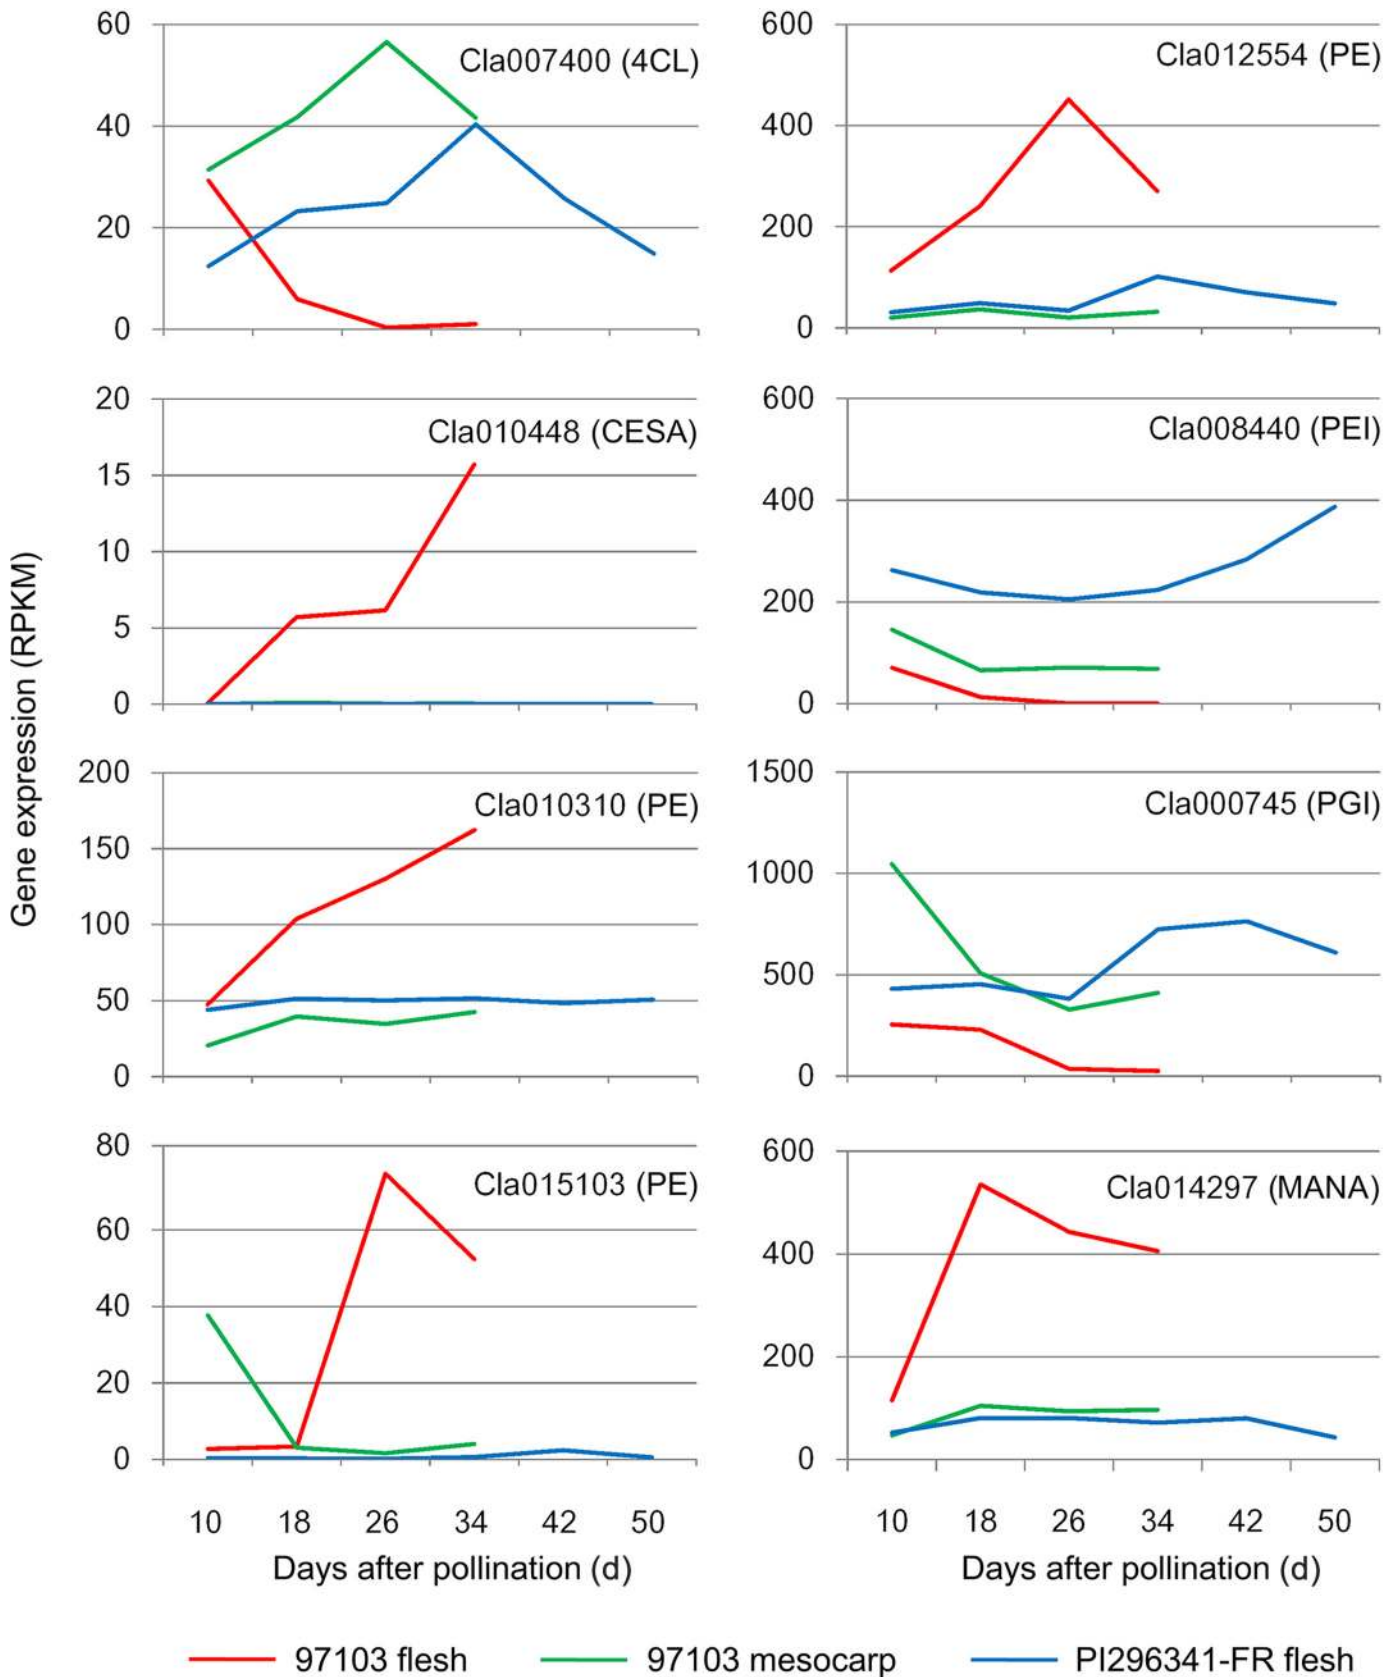 60
40
20
0
Cla007400 (4CL)
600
400
200
0
Cla012554 (PE)
20
15
10
5
0
Cla010448 (CESA)
600
400
200
0
Cla008440 (PEI)
Gene expression (RPKM)
200
150
100
50
0
Cla010310 (PE)
1500
1000
500
0
Cla000745 (PGI)
80
60
40
20
0
Cla015103 (PE)
600
400
200
0
Cla014297 (MANA)
10 18 26 34 42 50
Days after pollination (d)
10 18 26 34 42 50
Days after pollination (d)
97103 flesh 97103 mesocarp PI296341-FR flesh